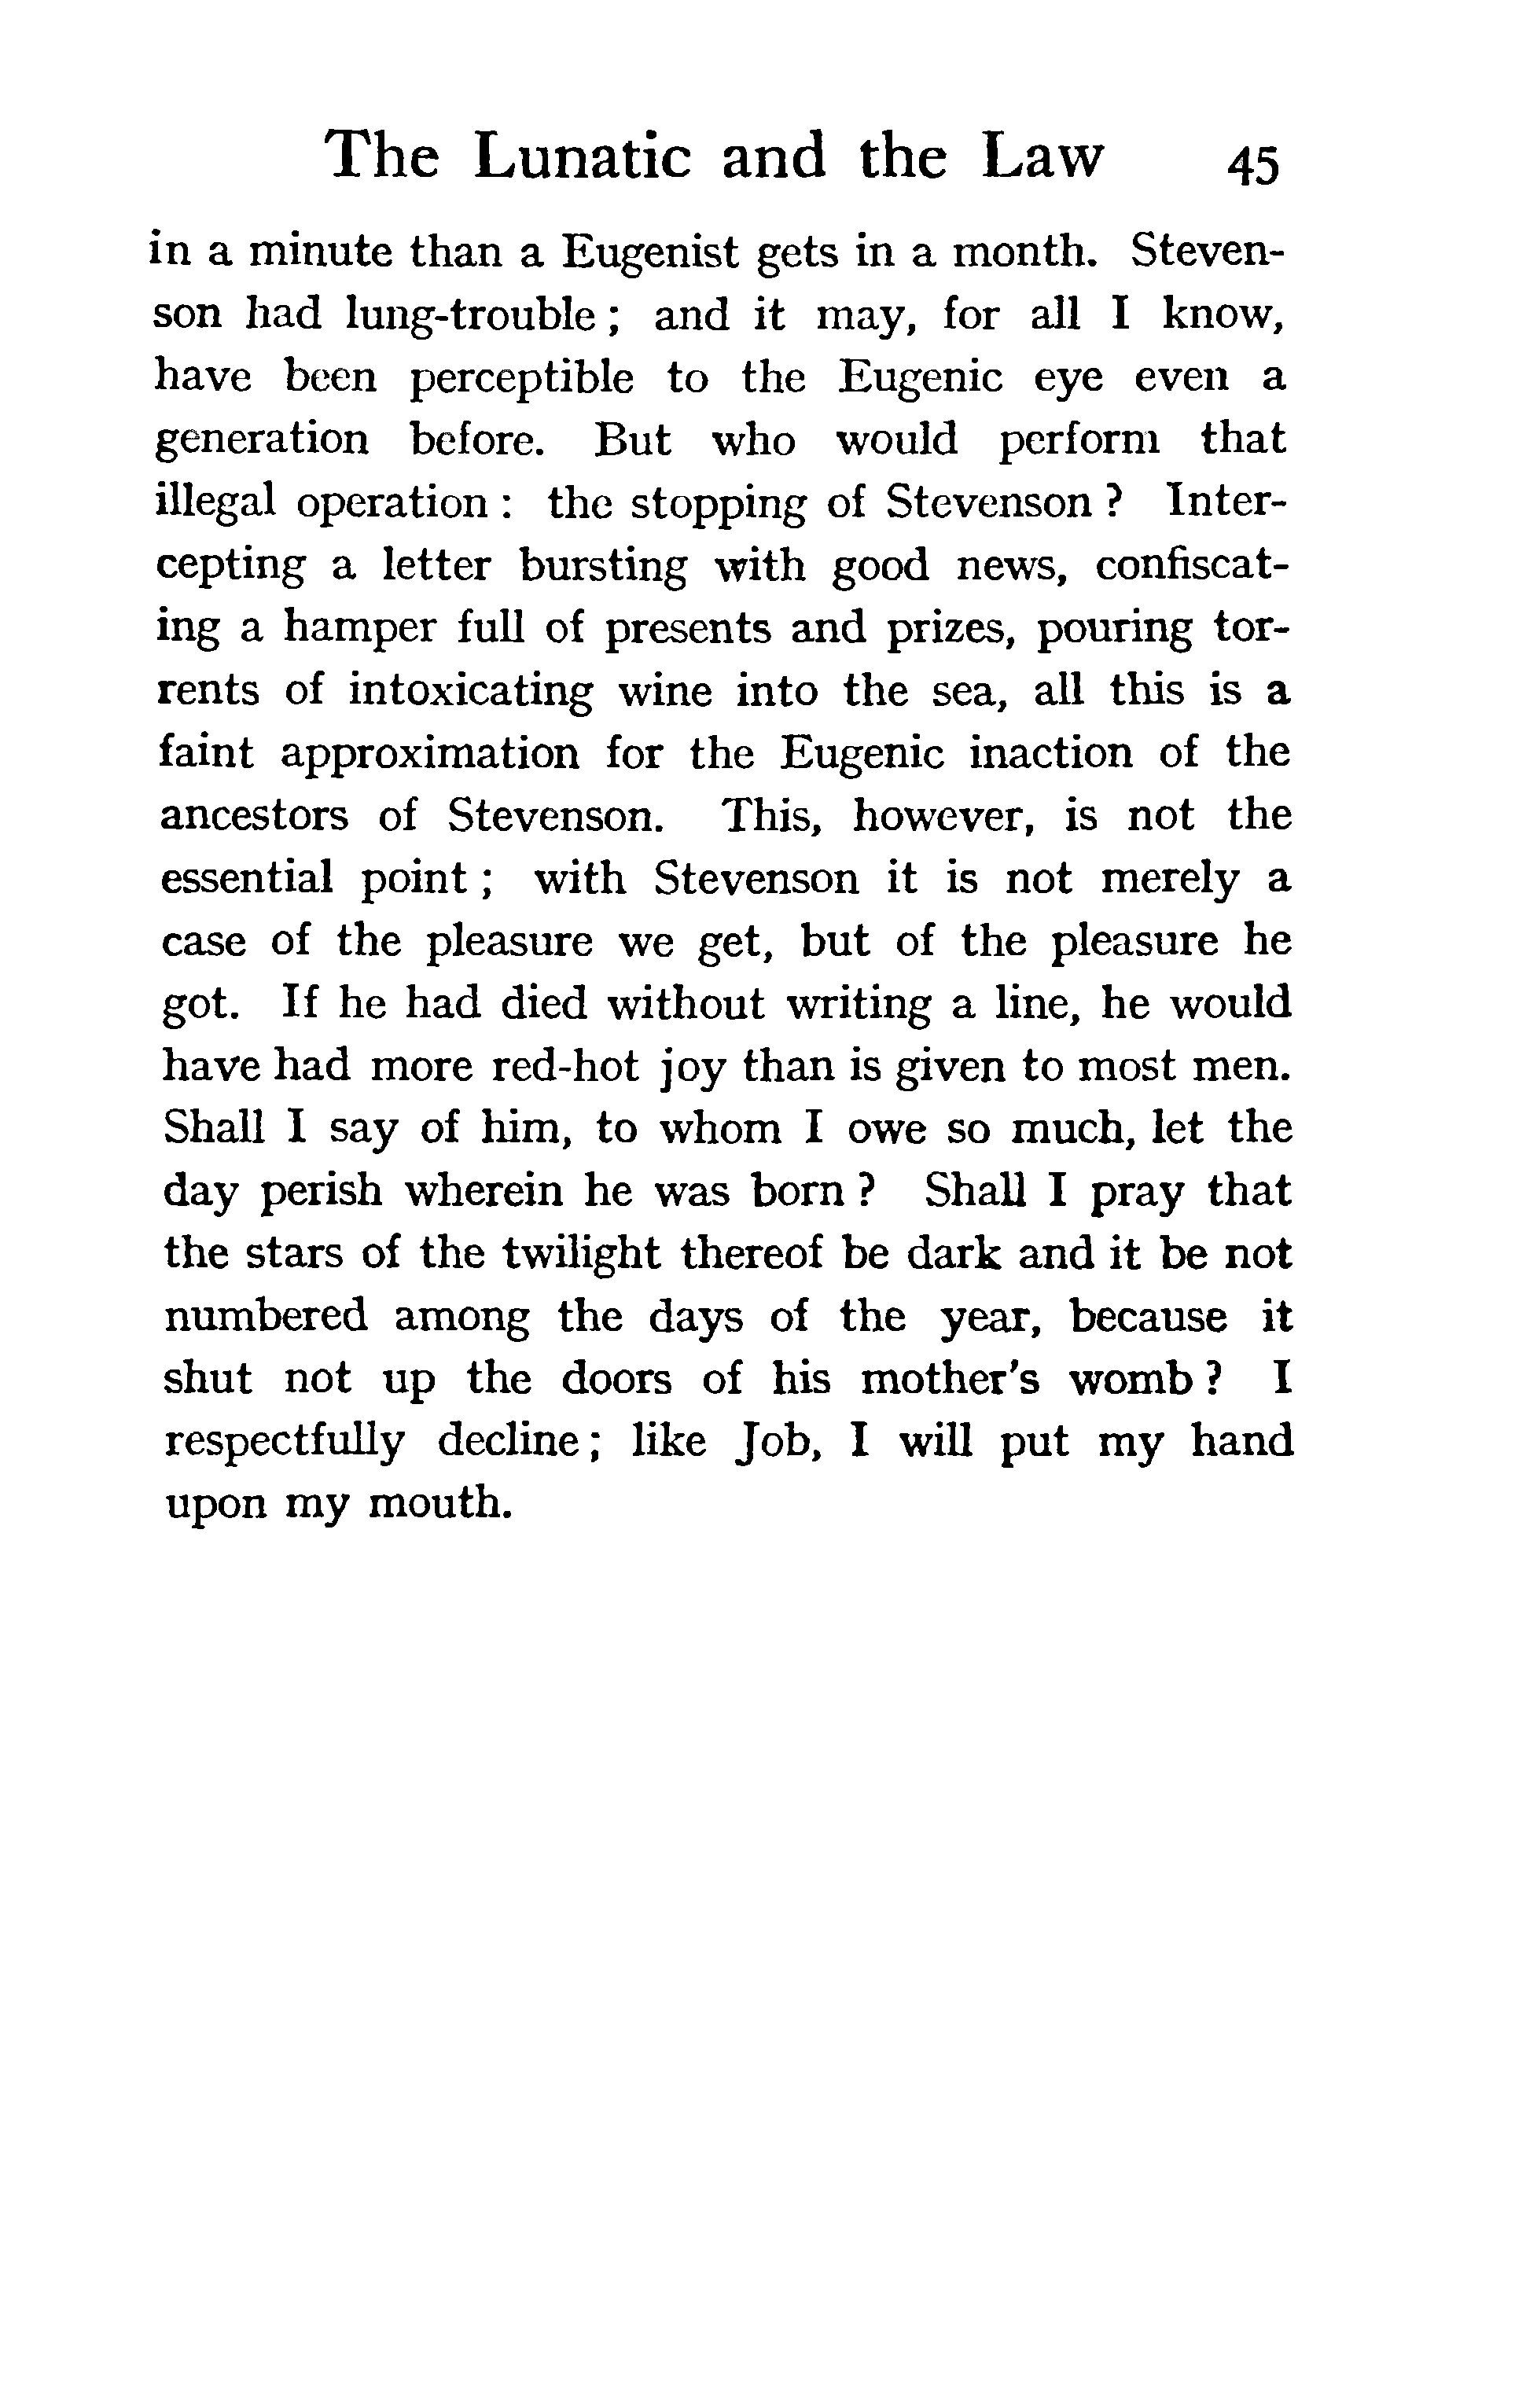 The Lunatic and the Law 45
in a minute than a Eugenist gets in a month. Steven-
son had lung-trouble; and it may, for all I know,
have been perceptible to the Eugenic eye even a
generation before. But who would perform that
illegal operation: the stopping of Stevenson? Inter-
cepting a letter bursting with good news, confiscat-
ing a hamper full of presents and prizes, pouring tor-
rents of intoxicating wine into the sea, all this is a
faint approximation for the Eugenic inaction of the
ancestors of Stevenson. This, however, is not the
essential point; with Stevenson it is not merely a
case of the pleasure we get, but of the pleasure he
got. If he had died without writing a line, he would
have had more red-hot joy than is given to most men.
Shall I say of him, to whom I owe so much, let the
day perish wherein he was born? Shall I pray that
the stars of the twilight thereof be dark and it be not
numbered among the days of the year, because it
shut not up the doors of his mother's womb? I
respectfully decline; like Job, I will put my hand
upon my mouth.